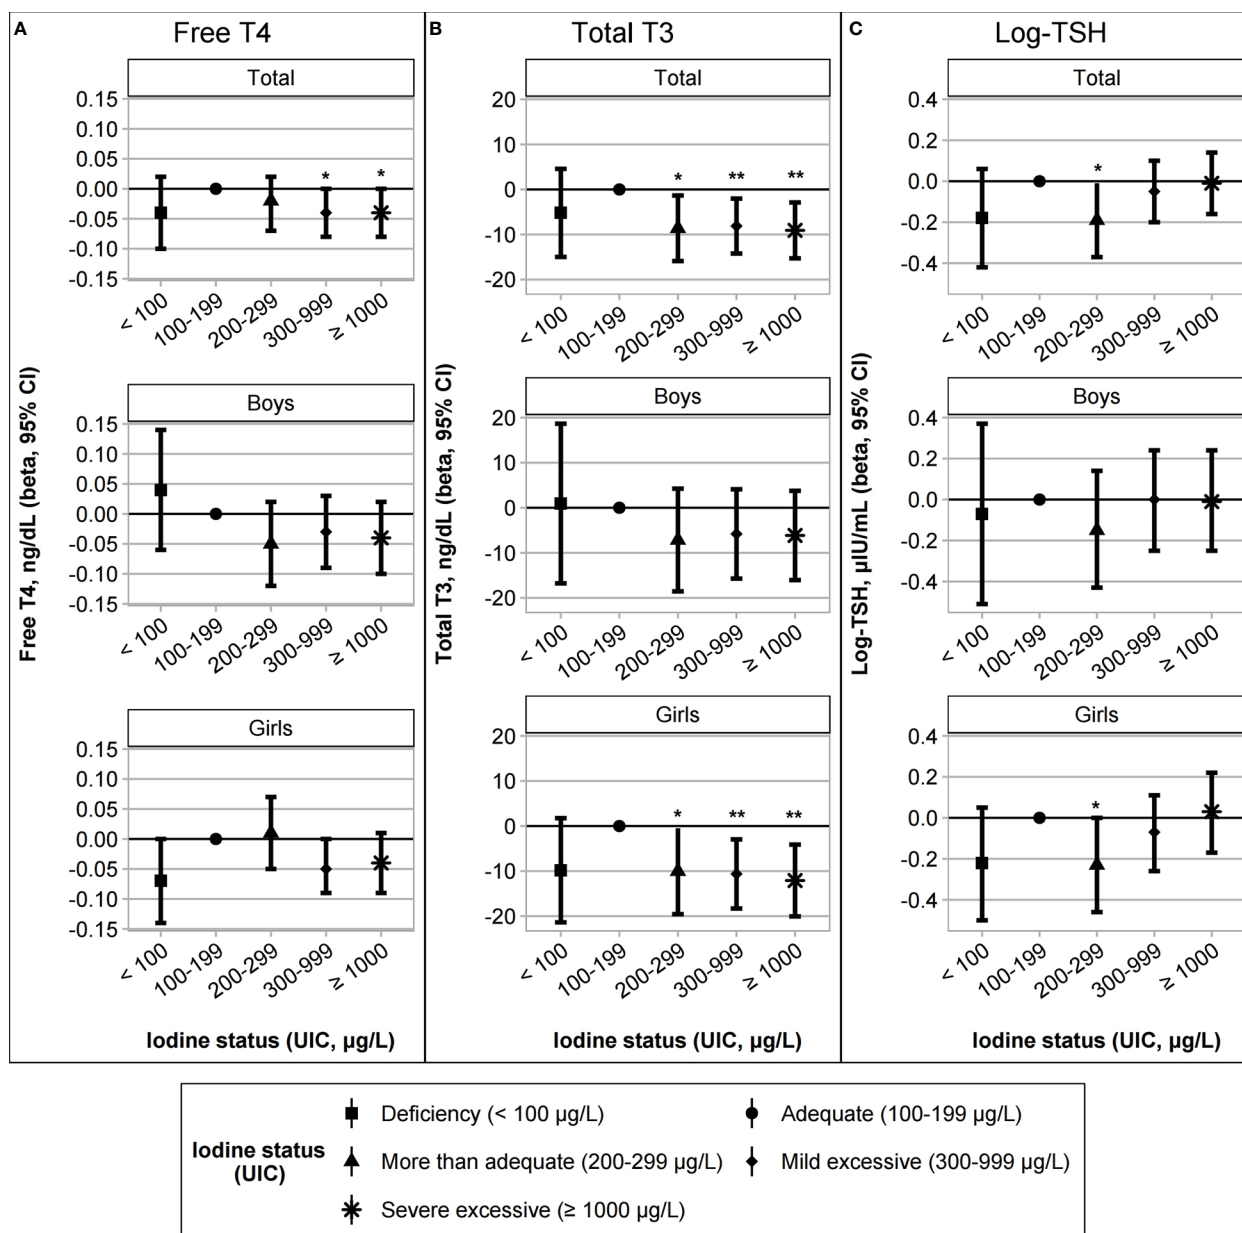 A Free T4
Total
0.15
0.10
0.05
0.00
-0.05
-0.10
-0.15
* *
< 100 100-199 200-299 300-999 ≥ 1000
Boys
0.15
0.10
0.05
0.00
-0.05
-0.10
-0.15
< 100 100-199 200-299 300-999 ≥ 1000
Girls
0.15
0.10
0.05
0.00
-0.05
-0.10
-0.15
< 100 100-199 200-299 300-999 ≥ 1000
Free T4, ng/dL (beta, 95% CI)
Iodine status (UIC, µg/L)
B Total T3
Total
20
10
0
-10
-20
* ** **
< 100 100-199 200-299 300-999 ≥ 1000
Boys
20
10
0
-10
-20
< 100 100-199 200-299 300-999 ≥ 1000
Girls
20
10
0
-10
-20
* ** **
< 100 100-199 200-299 300-999 ≥ 1000
Total T3, ng/dL (beta, 95% CI)
Iodine status (UIC, µg/L)
C Log-TSH
Total
0.4
0.2
0.0
-0.2
-0.4
*
< 100 100-199 200-299 300-999 ≥ 1000
Boys
0.4
0.2
0.0
-0.2
-0.4
< 100 100-199 200-299 300-999 ≥ 1000
Girls
0.4
0.2
0.0
-0.2
-0.4
*
< 100 100-199 200-299 300-999 ≥ 1000
Log-TSH, µIU/mL (beta, 95% CI)
Iodine status (UIC, µg/L)
Iodine status
(UIC)
Deficiency (< 100 µg/L) Adequate (100-199 µg/L)
More than adequate (200-299 µg/L) Mild excessive (300-999 µg/L)
Severe excessive (≥ 1000 µg/L)